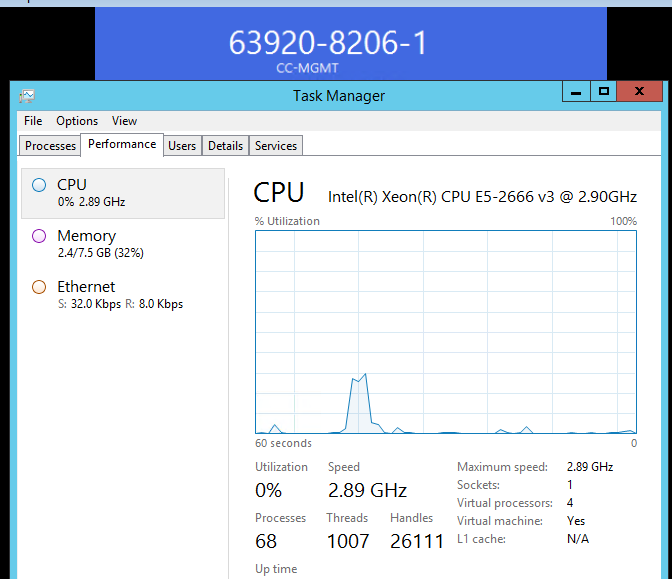 63920-8206-1
CC-MGMT
Task Manager
File Options View
Processes Performance Users Details Services
CPU
0% 2.89 GHz
Memory
2.4/7.5 GB (32%)
Ethernet
S: 32.0 Kbps R: 8.0 Kbps
CPU Intel(R) Xeon(R) CPU E5-2666 v3 @ 2.90GHz
% Utilization 100%
60 seconds 0
Utilization Speed
0% 2.89 GHz
Processes Threads Handles
68 1007 26111
Up time
Maximum speed: 2.89 GHz
Sockets: 1
Virtual processors: 4
Virtual machine: Yes
L1 cache: N/A